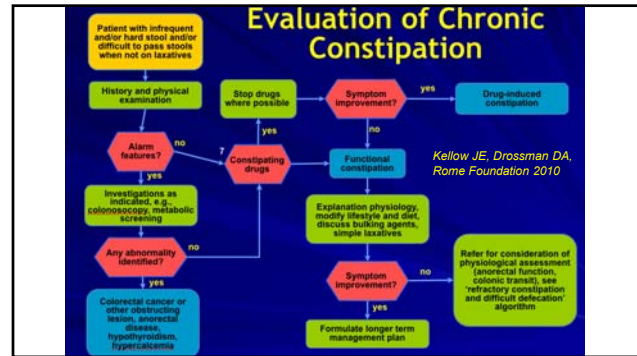 Evaluation of Chronic
Constipation
Patient with infrequent
and/or hard stool and/or
difficult to pass stools
when not on laxatives
History and physical
examination
Alarm
features?
no
7
yes
Investigations as
indicated, e.g.,
colonosocopy, metabolic
screening
Any abnormality
identified?
no
yes
Colorectal cancer or
other obstructing
lesion, anorectal
disease,
hypothyroidism,
hypercalcemia
Stop drugs
where possible
yes
Constipating
drugs
Symptom
improvement?
yes
Drug-induced
constipation
no
Functional
constipation
Kellow JE, Drossman DA,
Rome Foundation 2010
Explanation physiology,
modify lifestyle and diet,
discuss bulking agents,
simple laxatives
Symptom
improvement?
no
Refer for consideration of
physiological assessment
(anorectal function,
colonic transit), see
‘refractory constipation
and difficult defecation’
algorithm
yes
Formulate longer term
management plan